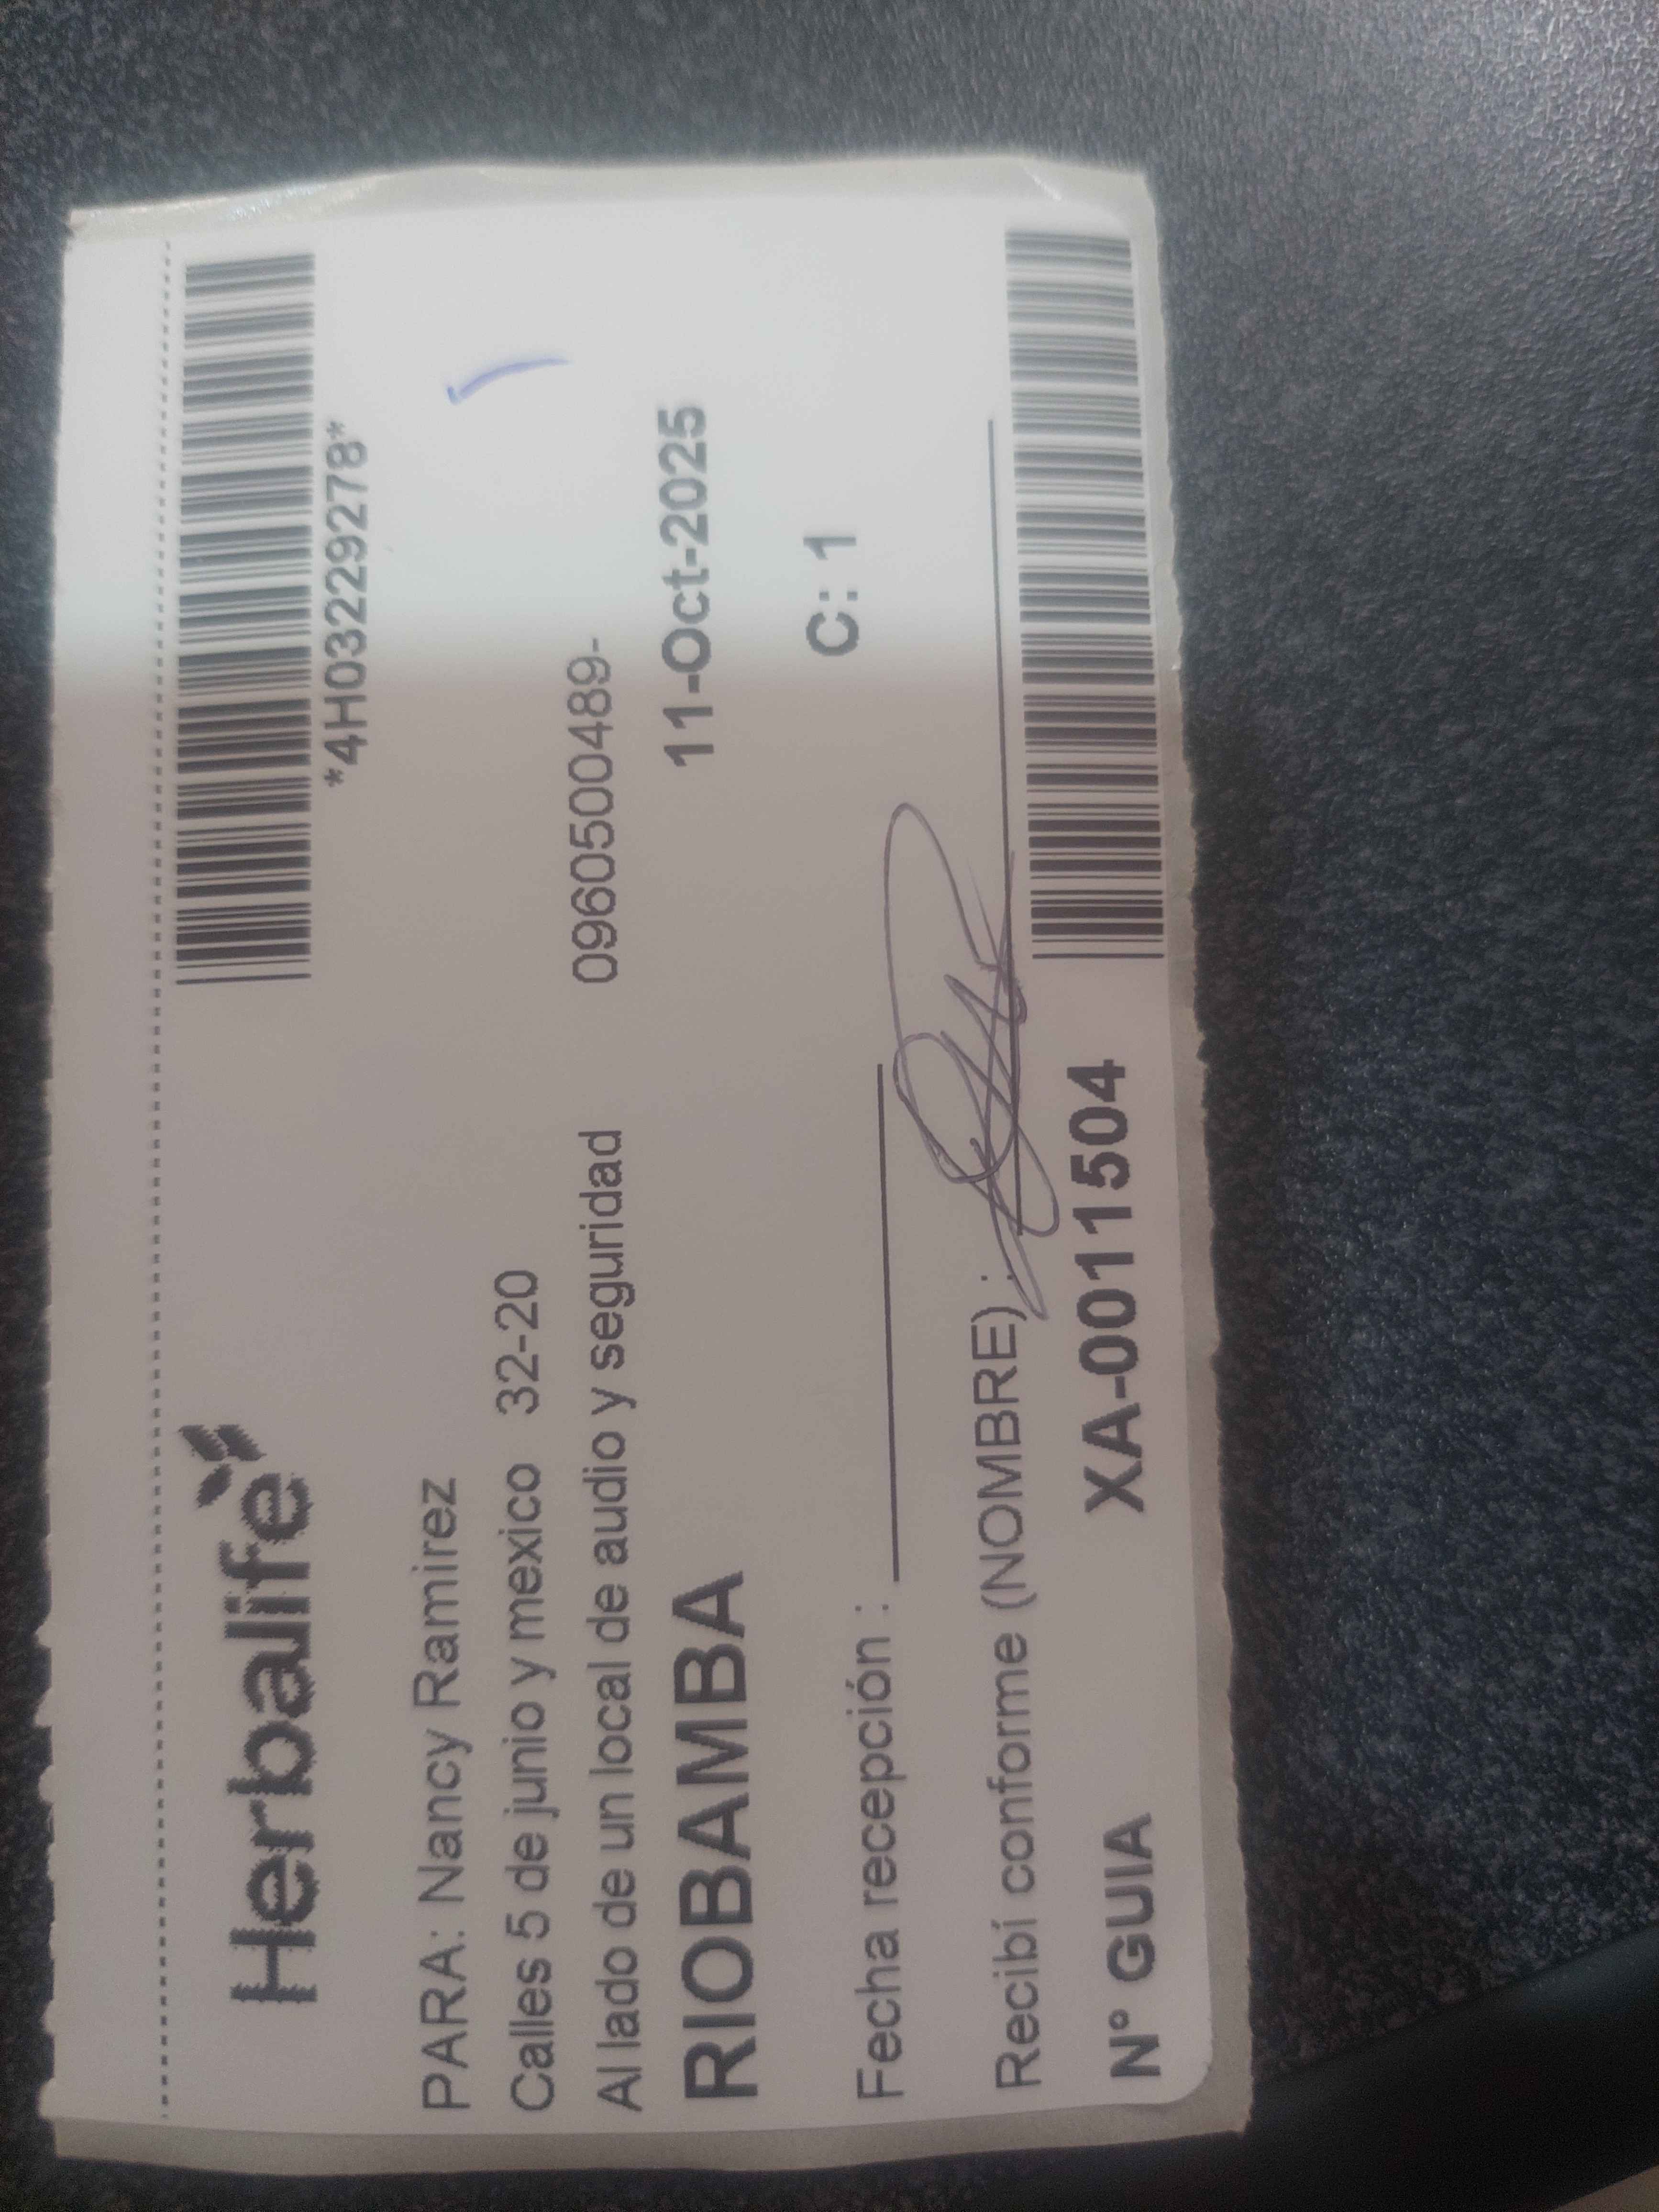 Herbalife
*4H03229278*
PARA: Nancy Ramirez
Calles 5 de junio y mexico 32-20
Al lado de un local de audio y seguridad 0960500489-
RIOBAMBA 11-Oct-2025
C: 1
Fecha recepción :
Recibí conforme (NOMBRE) :
N° GUIA XA-0011504